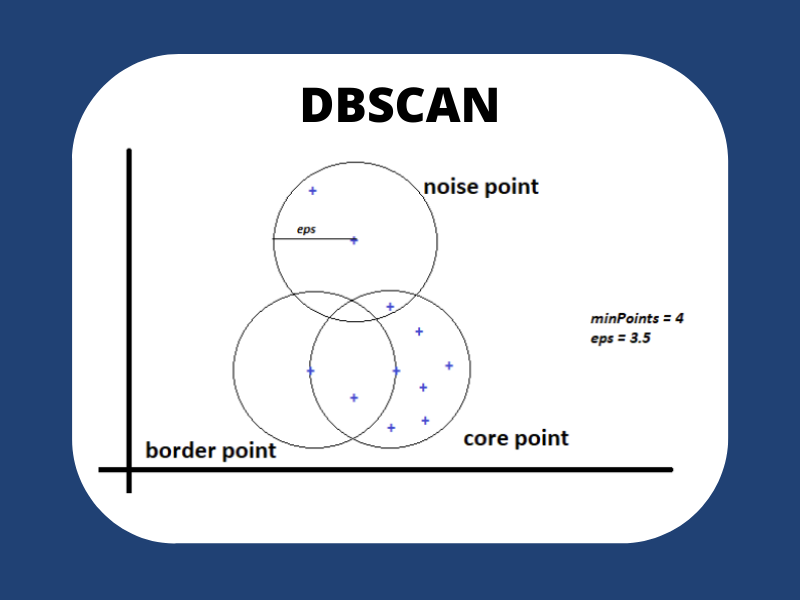 DBSCAN
noise point
eps
minPoints = 4
eps = 3.5
core point
border point